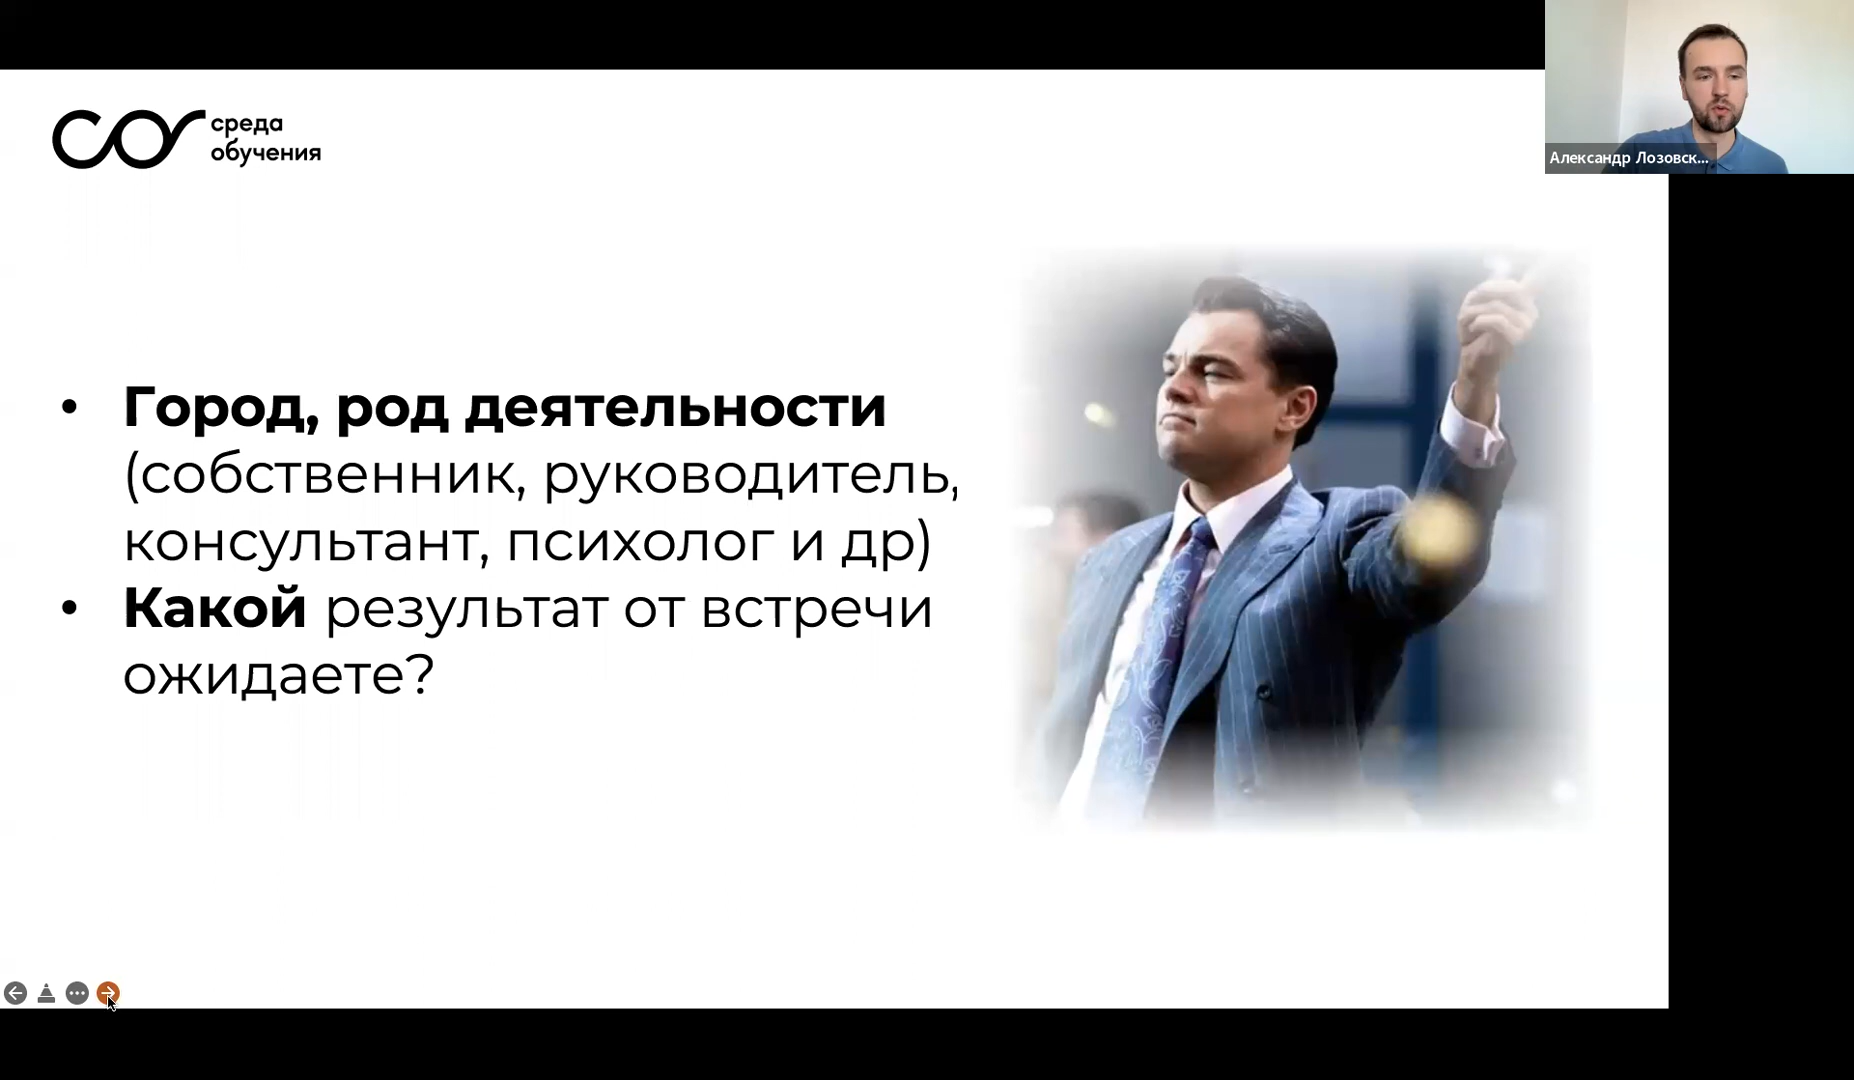 среда
обучения
Александр Лозовск...
• Город, род деятельности
(собственник, руководитель,
консультант, психолог и др)
• Какой результат от встречи
ожидаете?